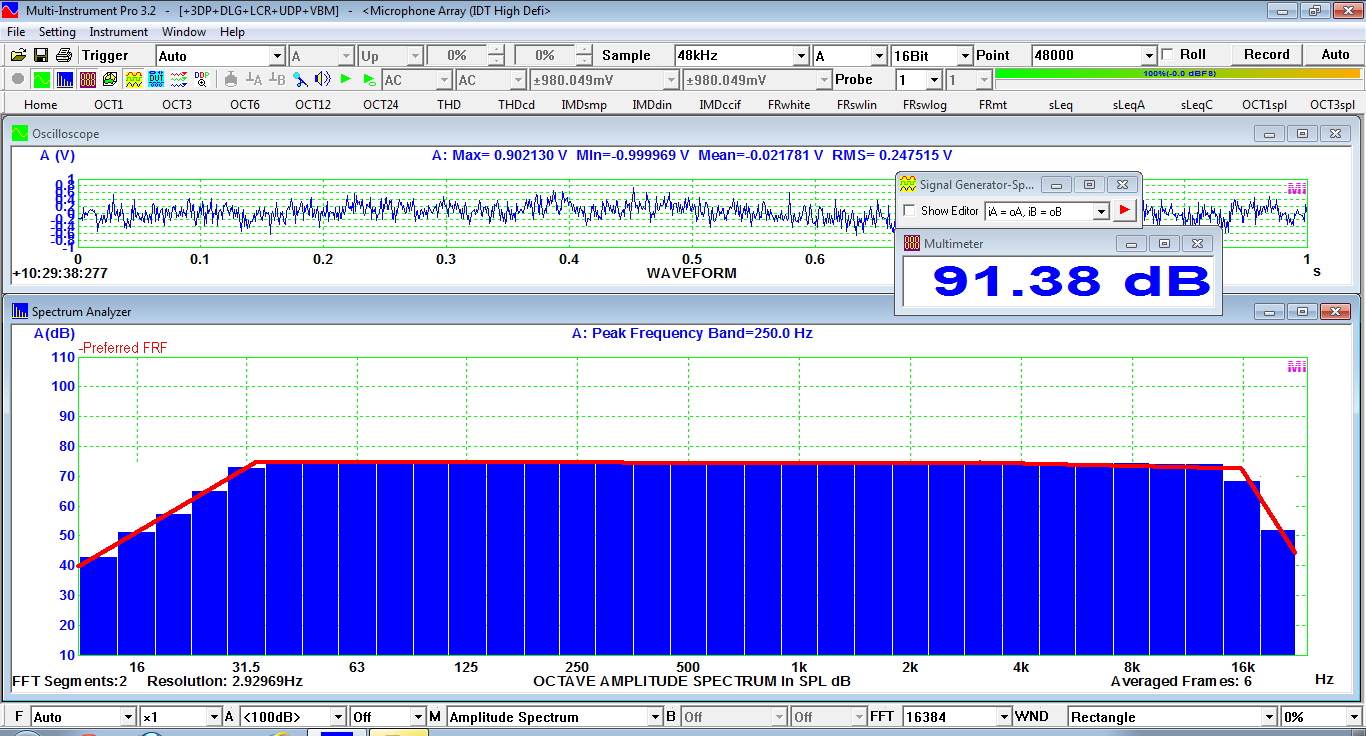 Multi-Instrument Pro 3.2 - [+3DP+DLG+LCR+UDP+VBM] - <Microphone Array (IDT High Defi>
File Setting Instrument Window Help
Trigger Auto A Up 0% 0% Sample 48kHz A 16Bit Point 48000 Roll Record Auto
AC AC ±980.049mV ±980.049mV Probe 1 1 100%(-0.0 dBFS)
Home OCT1 OCT3 OCT6 OCT12 OCT24 THD THDcd IMDsmp IMDdin IMDccif FRwhite FRswlin FRswlog FRmt sLeq sLeqA sLeqC OCT1spl OCT3spl
Oscilloscope
A (V) A: Max= 0.902130 V MIn=-0.999969 V Mean=-0.021781 V RMS= 0.247515 V
1
0.8
0.6
0.4
0.2
-0.0
-0.2
-0.4
-0.6
-0.8
-1
MI
0 0.1 0.2 0.3 0.4 0.5 0.6 1
+10:29:38:277 WAVEFORM s
Signal Generator-Sp...
Show Editor iA = oA, iB = oB
Multimeter
91.38 dB
Spectrum Analyzer
A(dB) A: Peak Frequency Band=250.0 Hz
-Preferred FRF
MI
110
100
90
80
70
60
50
40
30
20
10
16 31.5 63 125 250 500 1k 2k 4k 8k 16k
FFT Segments:2 Resolution: 2.92969Hz OCTAVE AMPLITUDE SPECTRUM In SPL dB Averaged Frames: 6 Hz
F Auto ×1 A <100dB> Off M Amplitude Spectrum B Off Off FFT 16384 WND Rectangle 0%